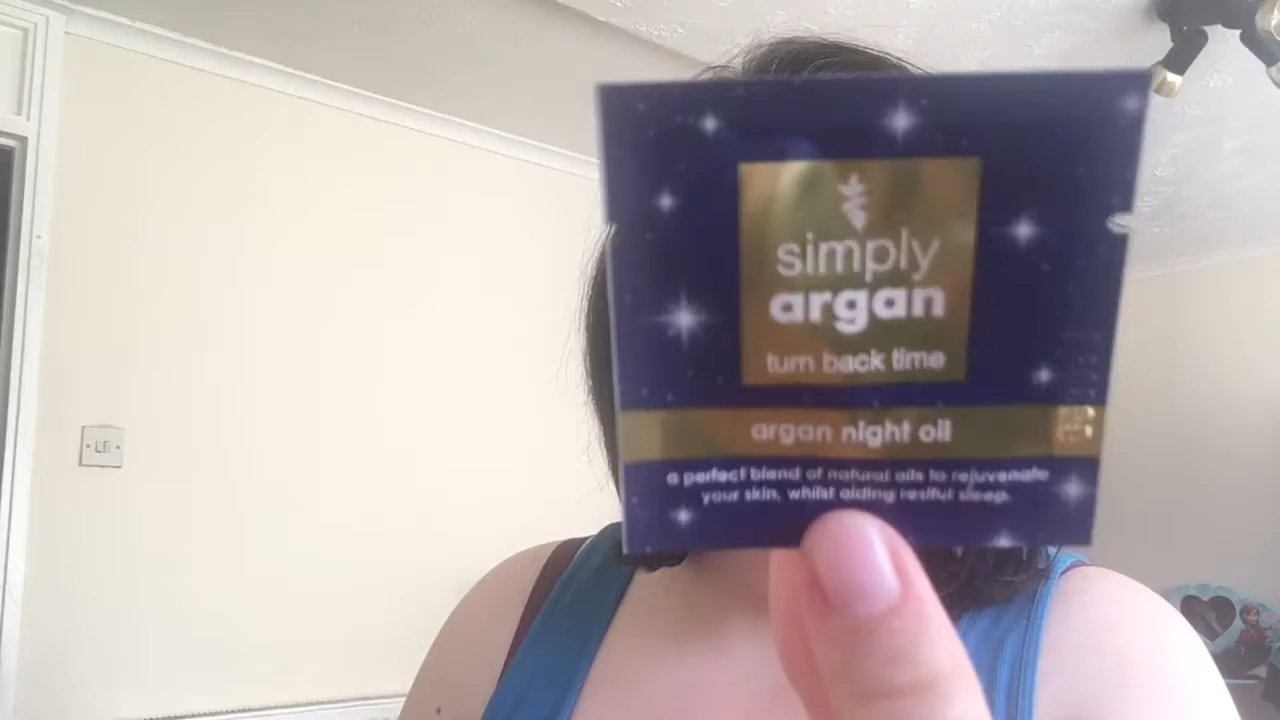 simply
argan
turn back time
argan night oil
a perfect blend of natural oils to rejuvenate
your skin, whilst aiding restful sleep.